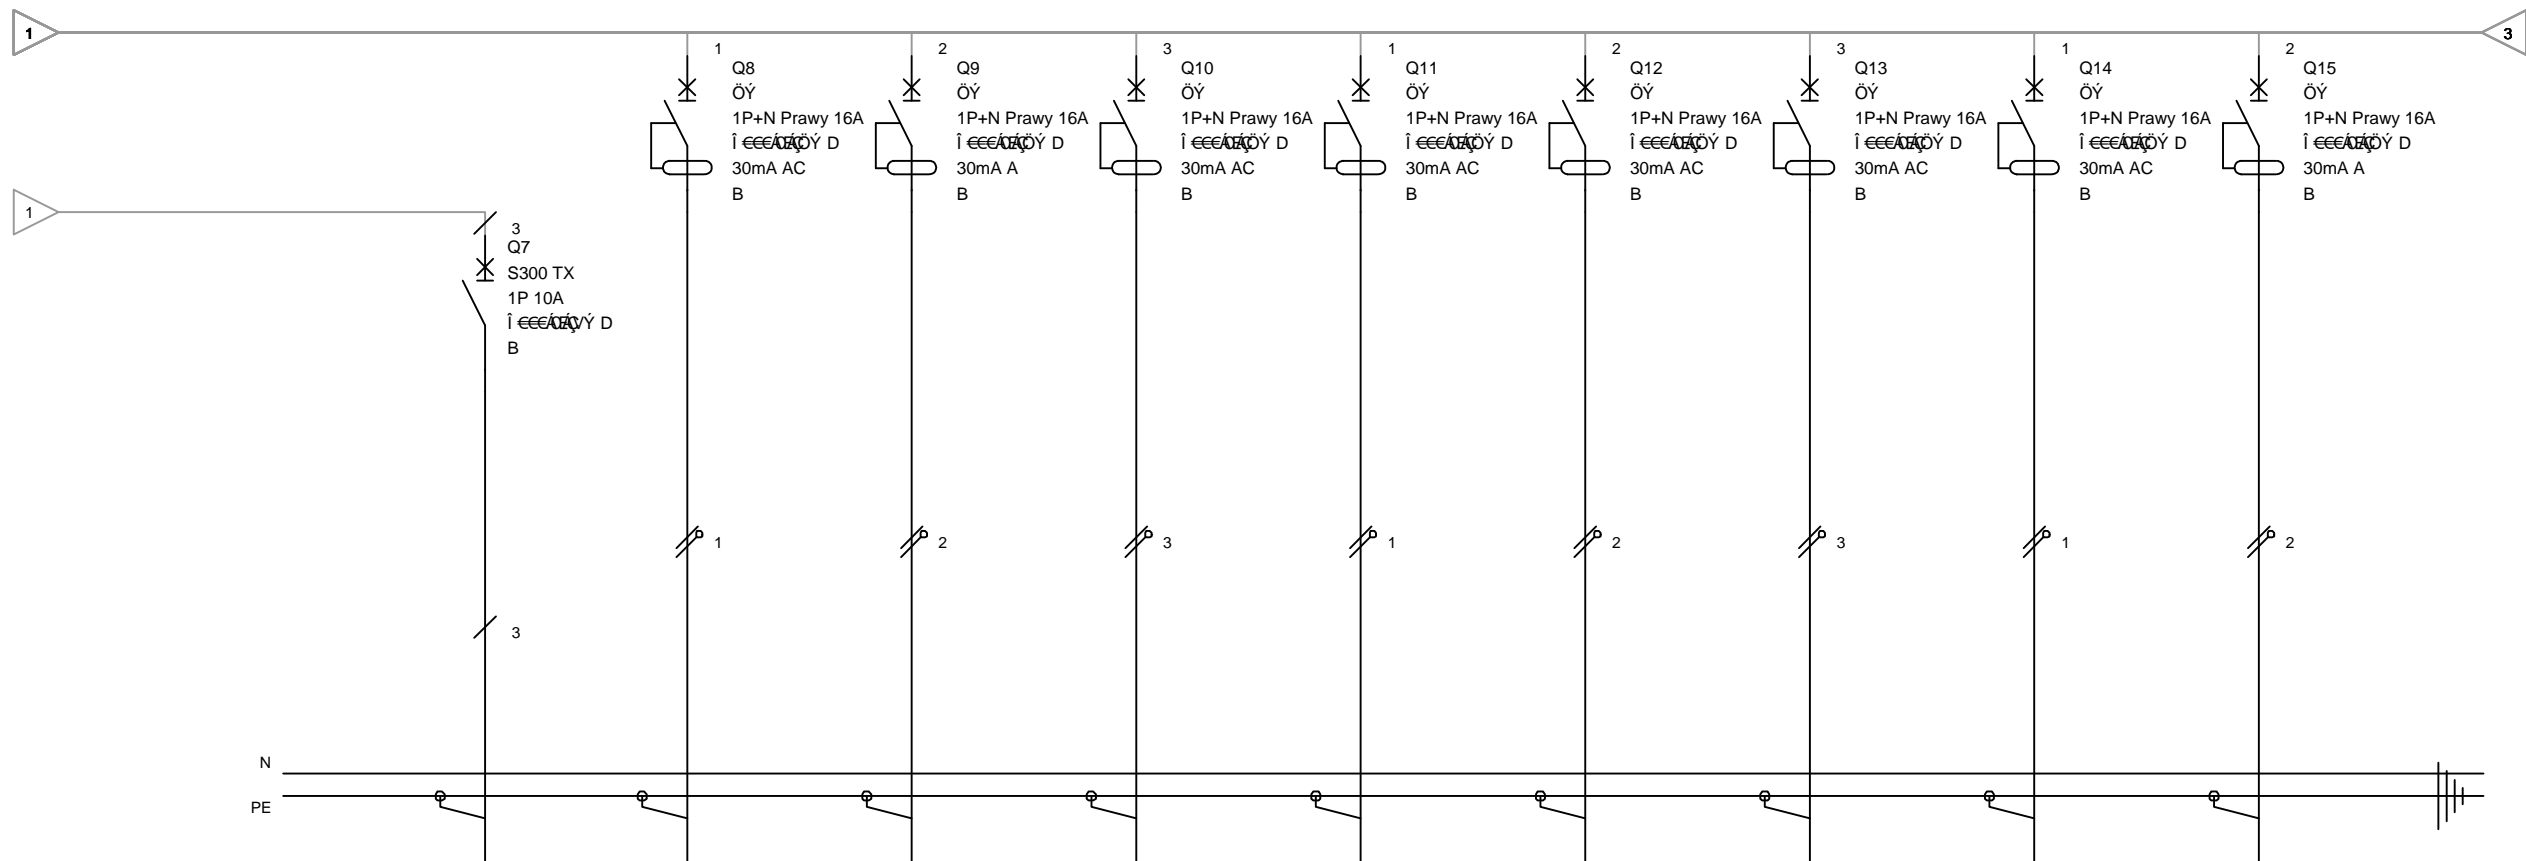 1
3
1
Q8
ÖÝ
1P+N Prawy 16A
30mA AC
B
2
Q9
ÖÝ
1P+N Prawy 16A
30mA A
B
3
Q10
ÖÝ
1P+N Prawy 16A
30mA AC
B
1
Q11
ÖÝ
1P+N Prawy 16A
30mA AC
B
2
Q12
ÖÝ
1P+N Prawy 16A
30mA AC
B
3
Q13
ÖÝ
1P+N Prawy 16A
30mA AC
B
1
Q14
ÖÝ
1P+N Prawy 16A
30mA AC
B
2
Q15
ÖÝ
1P+N Prawy 16A
30mA A
B
1
3
Q7
S300 TX
1P 10A
B
1
2
3
1
2
3
1
2
3
N
PE